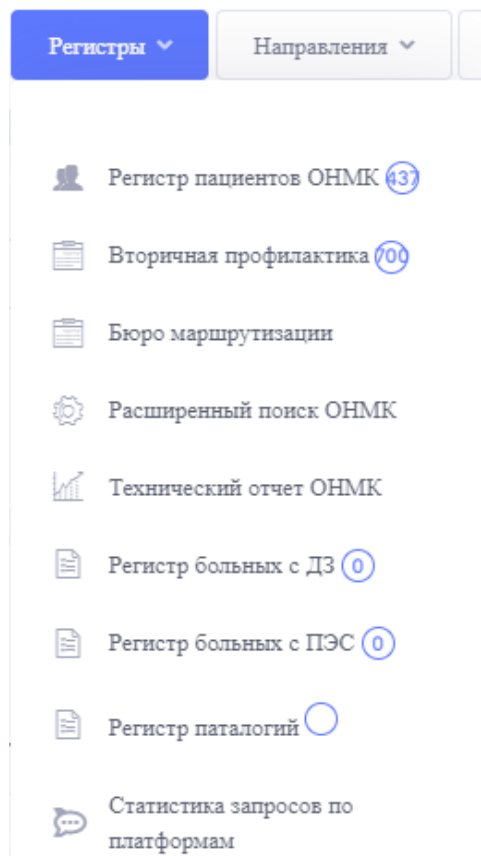 Регистры
Направления
Регистр пациентов ОНМК 437
Вторичная профилактика 700
Бюро маршрутизации
Расширенный поиск ОНМК
Технический отчет ОНМК
Регистр больных с ДЗ 0
Регистр больных с ПЭС 0
Регистр паталогий
Статистика запросов по
платформам